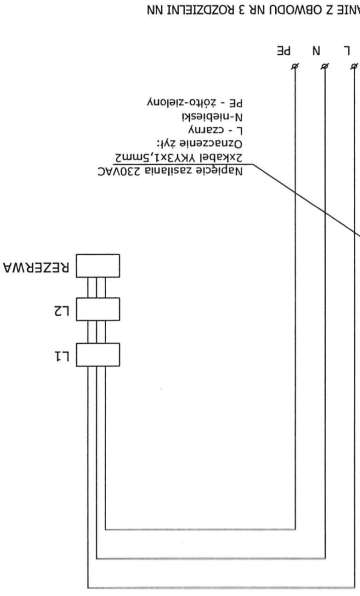 L1
L2
REZERWA
Napięcie zasilania 230VAC
2xkabel YKY3x1,5mm2
Oznaczenie żył:
L - czarny
N-niebieski
PE - żółto-zielony
L N PE
ANIE Z OBWODU NR 3 ROZDZIELNI NN